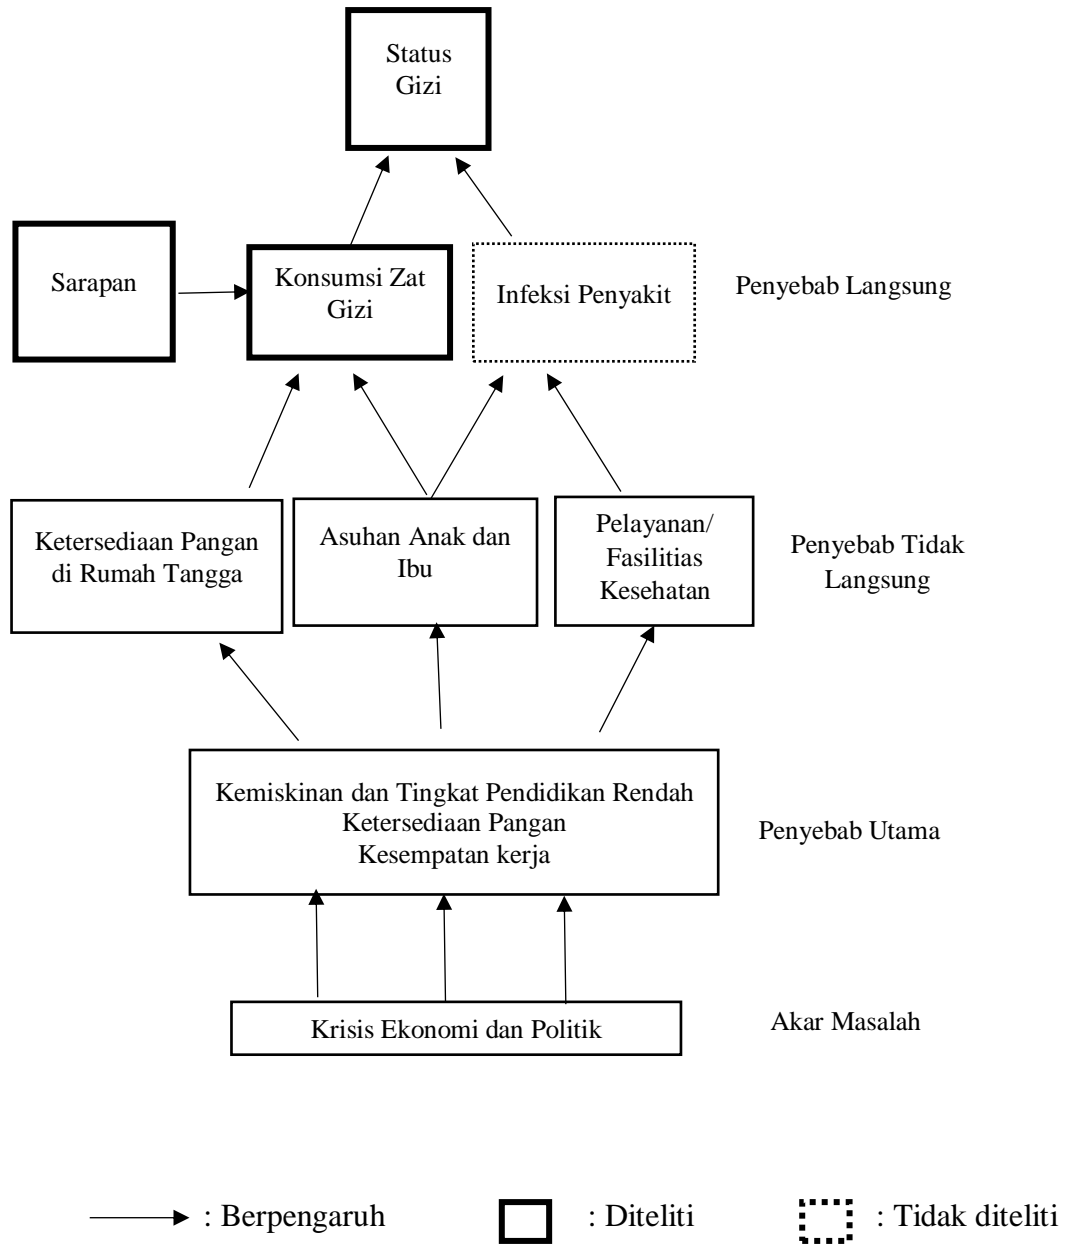 Status
Gizi
Sarapan
Konsumsi Zat
Gizi
Infeksi Penyakit
Penyebab Langsung
Ketersediaan Pangan
di Rumah Tangga
Asuhan Anak dan
Ibu
Pelayanan/
Fasilitias
Kesehatan
Penyebab Tidak
Langsung
Kemiskinan dan Tingkat Pendidikan Rendah
Ketersediaan Pangan
Kesempatan kerja
Penyebab Utama
Krisis Ekonomi dan Politik
Akar Masalah
: Berpengaruh
: Diteliti
: Tidak diteliti